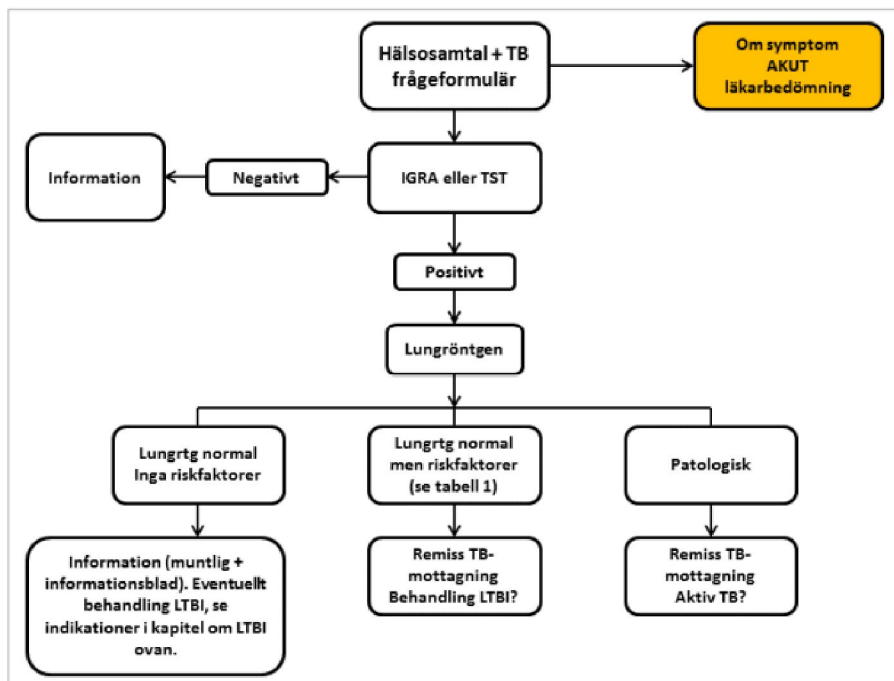 Hälsosamtal + TB
frågeformulär
Om symptom
AKUT
läkarbedömning
Information
Negativt
IGRA eller TST
Positivt
Lungröntgen
Lungrtg normal
Inga riskfaktorer
Lungrtg normal
men riskfaktorer
(se tabell 1)
Patologisk
Information (muntlig +
informationsblad). Eventuellt
behandling LTBI, se
indikationer i kapitel om LTBI
ovan.
Remiss TB-
mottagning
Behandling LTBI?
Remiss TB-
mottagning
Aktiv TB?